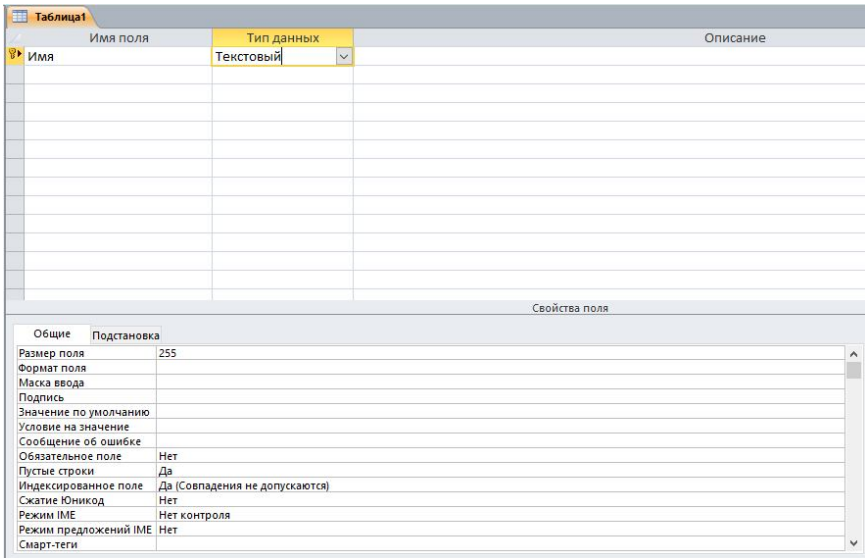 Таблица1
Имя поля Тип данных Описание
Имя Текстовый
Свойства поля
Общие Подстановка
Размер поля 255
Формат поля
Маска ввода
Подпись
Значение по умолчанию
Условие на значение
Сообщение об ошибке
Обязательное поле Нет
Пустые строки Да
Индексированное поле Да (Совпадения не допускаются)
Сжатие Юникод Нет
Режим IME Нет контроля
Режим предложений IME Нет
Смарт-теги